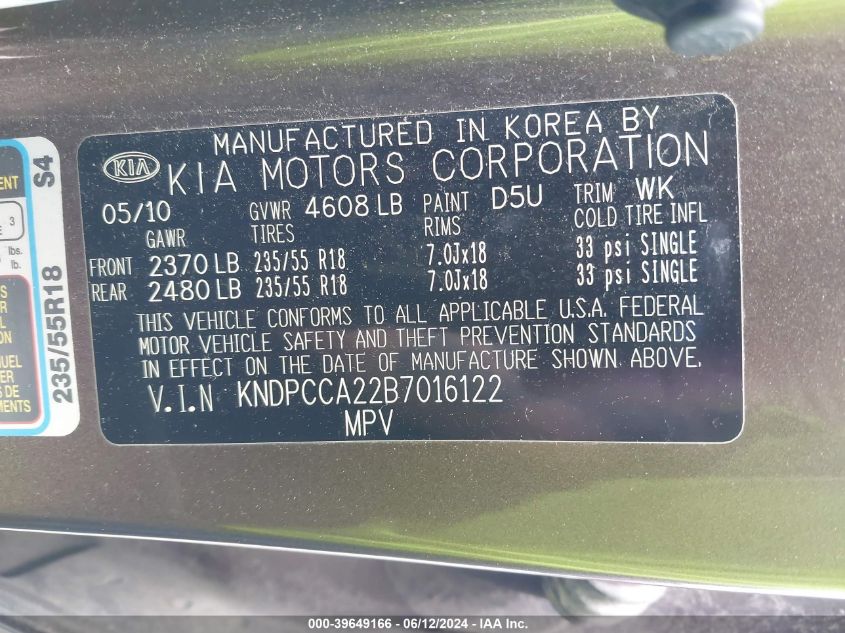 MANUFACTURED IN KOREA BY
KIA KIA MOTORS CORPORATION
05/10 GVWR 4608 LB PAINT D5U TRIM WK
GAWR TIRES RIMS COLD TIRE INFL
FRONT 2370 LB 235/55 R18 7.0Jx18 33 psi SINGLE
REAR 2480 LB 235/55 R18 7.0Jx18 33 psi SINGLE
THIS VEHICLE CONFORMS TO ALL APPLICABLE U.S.A. FEDERAL
MOTOR VEHICLE SAFETY AND THEFT PREVENTION STANDARDS
IN EFFECT ON THE DATE OF MANUFACTURE SHOWN ABOVE.
V.I.N KNDPCCA22B7016122
MPV
235/55R18 S4
3
lbs.
lb.
000-39649166 - 06/12/2024 - IAA Inc.